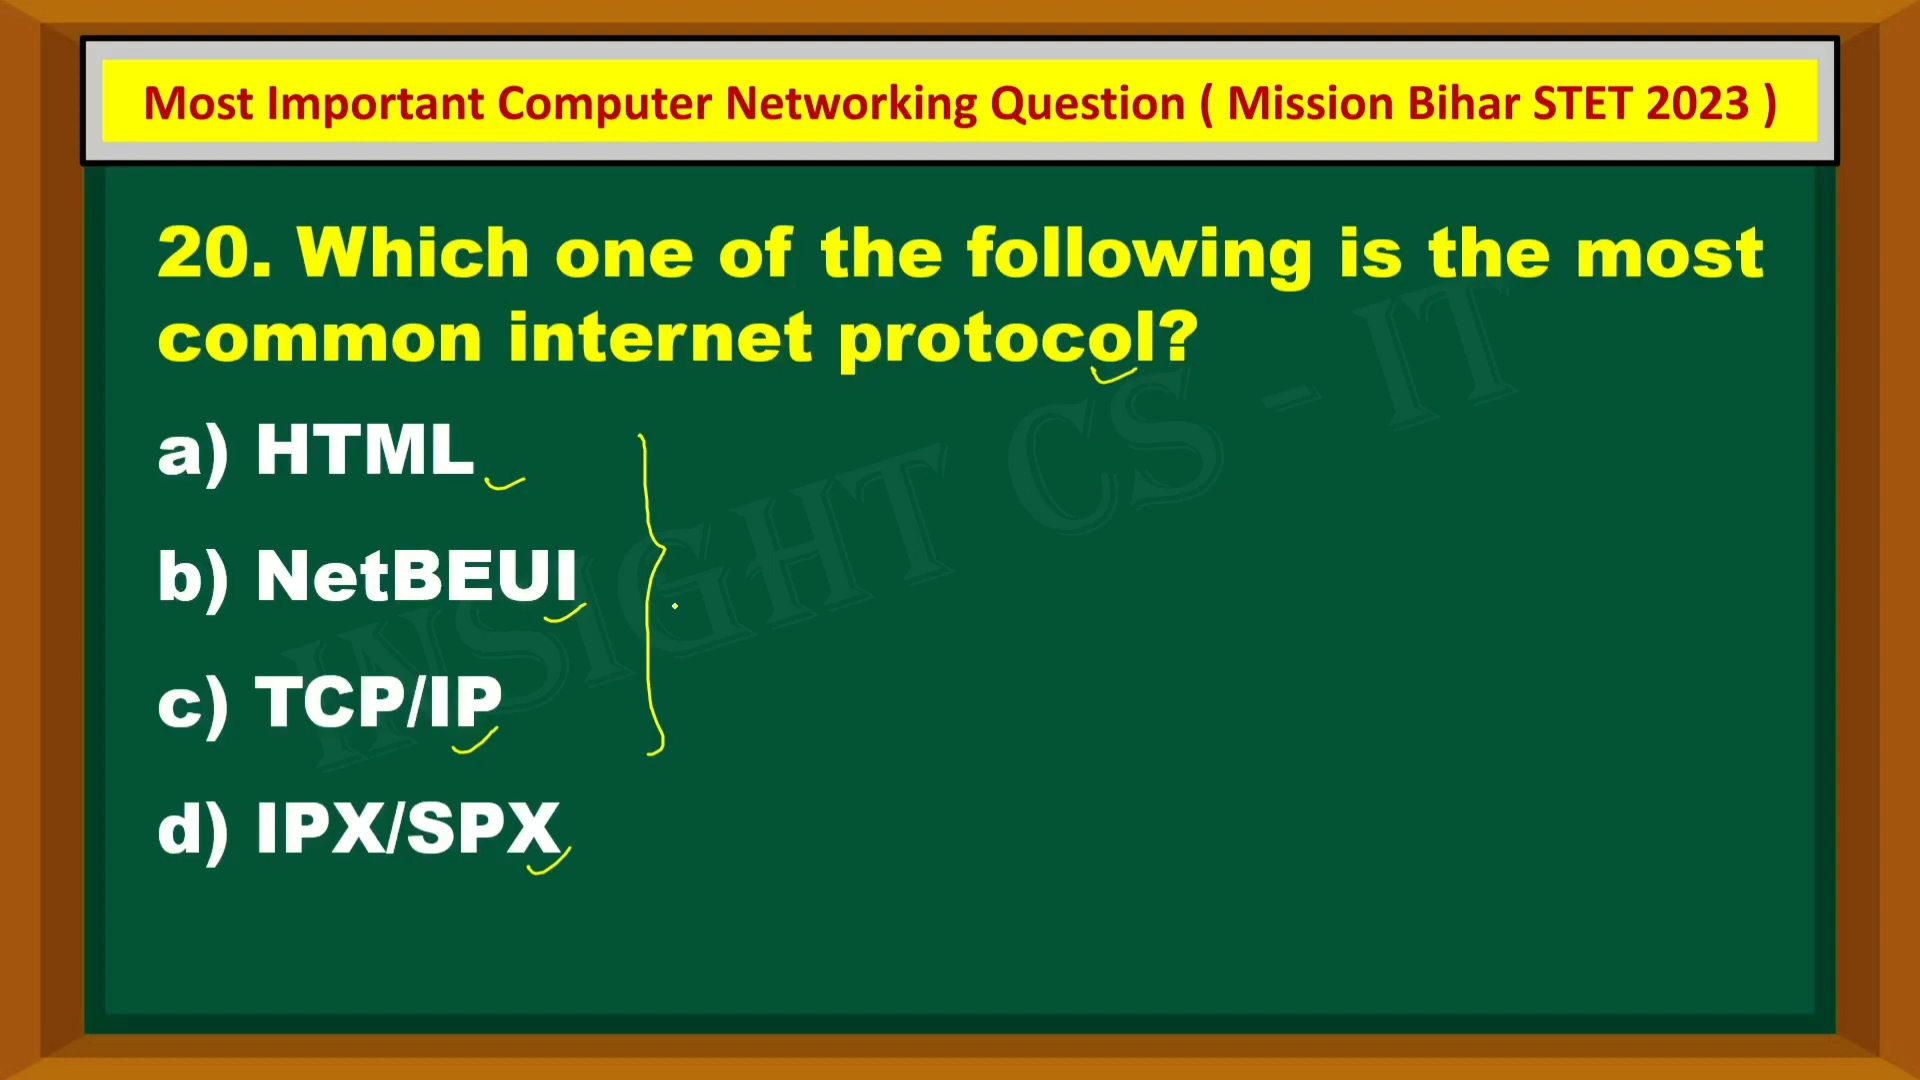 Most Important Computer Networking Question ( Mission Bihar STET 2023 )
20. Which one of the following is the most
common internet protocol?
a) HTML
b) NetBEUI
c) TCP/IP
d) IPX/SPX
INSIGHT CS - IT